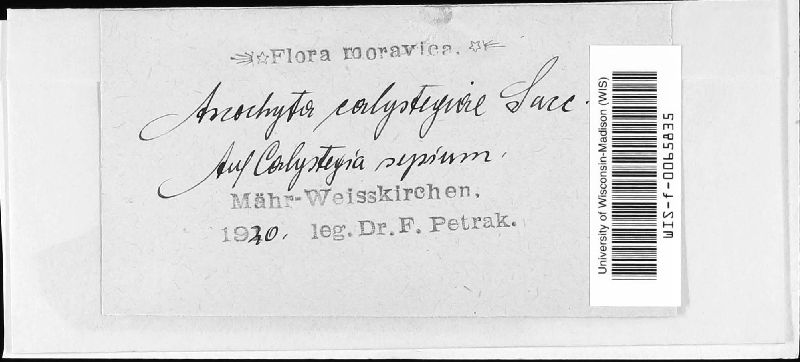 Flora moravica.
Ascochyta calystegiae Sacc.
Auf Calystegia sepium.
Mähr-Weisskirchen,
1920. leg. Dr. F. Petrak.
University of Wisconsin-Madison (WIS)
WIS-f-0065835